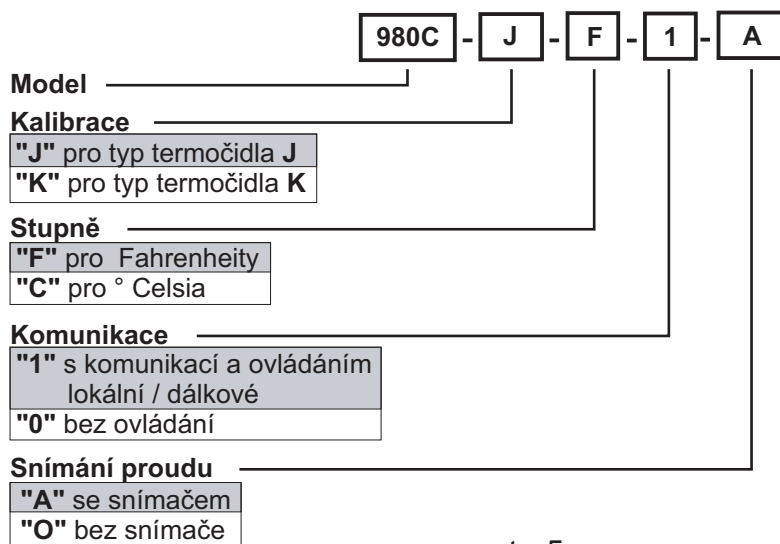 980C - J - F - 1 - A
Model
Kalibrace
"J" pro typ termočidla J
"K" pro typ termočidla K
Stupně
"F" pro Fahrenheity
"C" pro ° Celsia
Komunikace
"1" s komunikací a ovládáním
lokální / dálkové
"0" bez ovládání
Snímání proudu
"A" se snímačem
"O" bez snímače